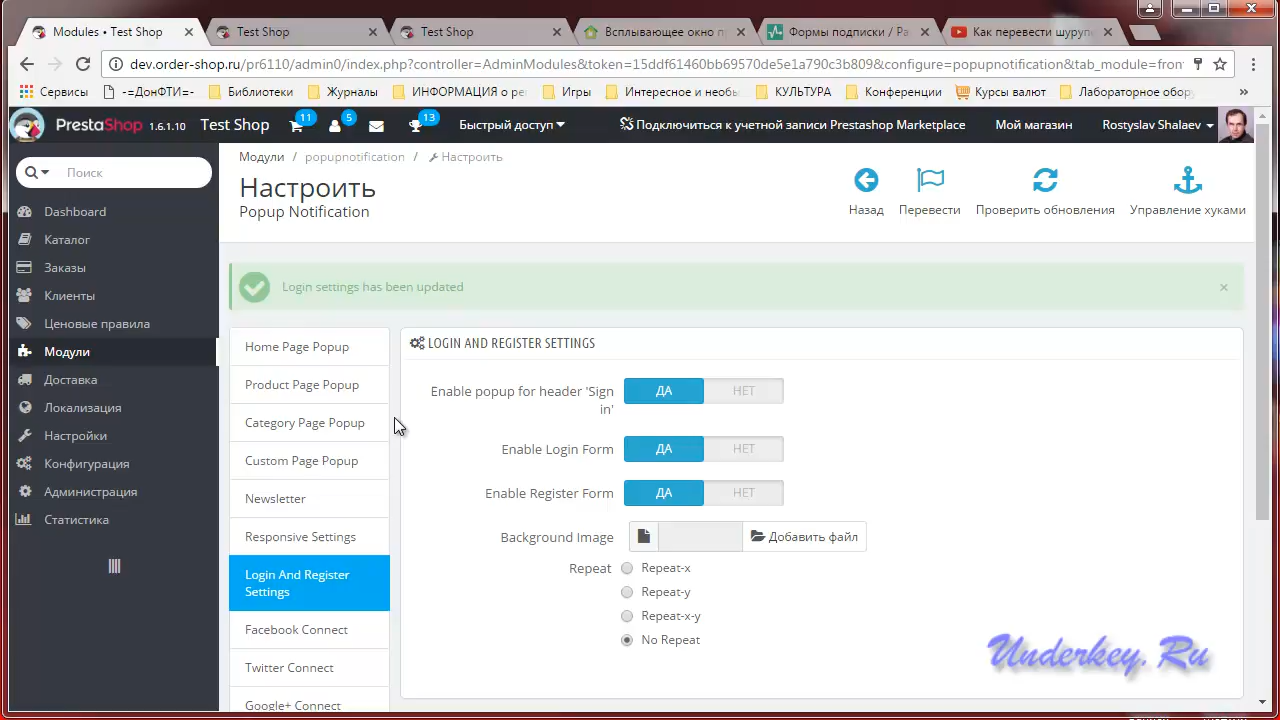 Modules • Test Shop
Test Shop
Test Shop
Всплывающее окно п
Формы подписки / Ра
Как перевести шуруп
dev.order-shop.ru/pr6110/admin0/index.php?controller=AdminModules&token=15ddf61460bb69570de5e1a790c3b809&configure=popupnotification&tab_module=front
Сервисы
-=ДонФТИ=-
Библиотеки
Журналы
ИНФОРМАЦИЯ о ре
Игры
Интересное и нео
КУЛЬТУРА
Конференции
Курсы валют
Лабораторное обор
»
PrestaShop 1.6.1.10 Test Shop 11 5 13 Быстрый доступ Подключиться к учетной записи Prestashop Marketplace Мой магазин Rostyslav Shalaev
Поиск
Dashboard
Каталог
Заказы
Клиенты
Ценовые правила
Модули
Доставка
Локализация
Настройки
Конфигурация
Администрация
Статистика
Модули / popupnotification / Настроить
Настроить
Popup Notification
Назад
Перевести
Проверить обновления
Управление хуками
Login settings has been updated
×
Home Page Popup
Product Page Popup
Category Page Popup
Custom Page Popup
Newsletter
Responsive Settings
Login And Register
Settings
Facebook Connect
Twitter Connect
Google+ Connect
LOGIN AND REGISTER SETTINGS
Enable popup for header 'Sign
in'
ДА НЕТ
Enable Login Form ДА НЕТ
Enable Register Form ДА НЕТ
Background Image Добавить файл
Repeat Repeat-x
Repeat-y
Repeat-x-y
No Repeat
Underkey.Ru